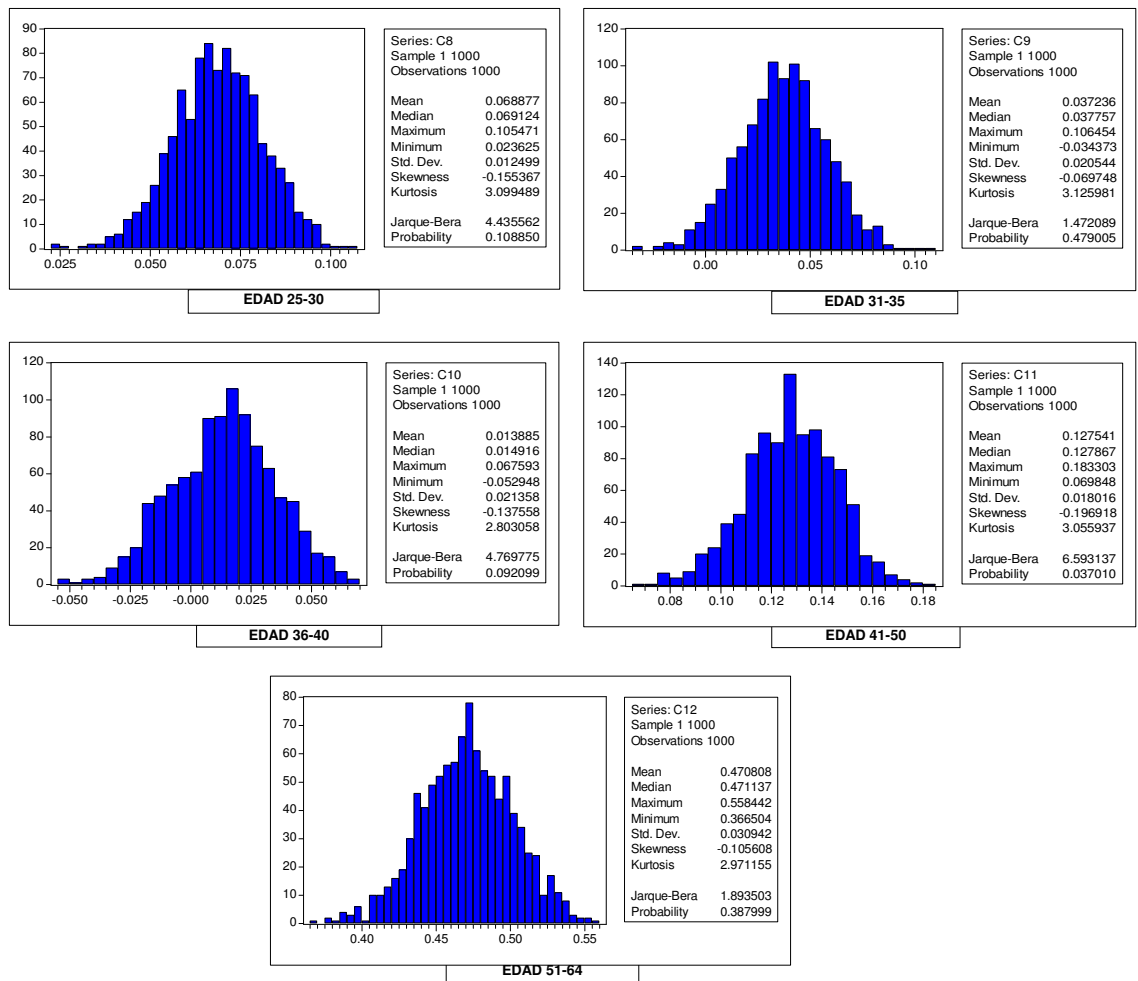 90
80
70
60
50
40
30
20
10
0
0.025 0.050 0.075 0.100
Series: C8
Sample 1 1000
Observations 1000
Mean 0.068877
Median 0.069124
Maximum 0.105471
Minimum 0.023625
Std. Dev. 0.012499
Skewness -0.155367
Kurtosis 3.099489
Jarque-Bera 4.435562
Probability 0.108850
EDAD 25-30
120
100
80
60
40
20
0
0.00 0.05 0.10
Series: C9
Sample 1 1000
Observations 1000
Mean 0.037236
Median 0.037757
Maximum 0.106454
Minimum -0.034373
Std. Dev. 0.020544
Skewness -0.069748
Kurtosis 3.125981
Jarque-Bera 1.472089
Probability 0.479005
EDAD 31-35
120
100
80
60
40
20
0
-0.050 -0.025 -0.000 0.025 0.050
Series: C10
Sample 1 1000
Observations 1000
Mean 0.013885
Median 0.014916
Maximum 0.067593
Minimum -0.052948
Std. Dev. 0.021358
Skewness -0.137558
Kurtosis 2.803058
Jarque-Bera 4.769775
Probability 0.092099
EDAD 36-40
140
120
100
80
60
40
20
0
0.08 0.10 0.12 0.14 0.16 0.18
Series: C11
Sample 1 1000
Observations 1000
Mean 0.127541
Median 0.127867
Maximum 0.183303
Minimum 0.069848
Std. Dev. 0.018016
Skewness -0.196918
Kurtosis 3.055937
Jarque-Bera 6.593137
Probability 0.037010
EDAD 41-50
80
70
60
50
40
30
20
10
0
0.40 0.45 0.50 0.55
Series: C12
Sample 1 1000
Observations 1000
Mean 0.470808
Median 0.471137
Maximum 0.558442
Minimum 0.366504
Std. Dev. 0.030942
Skewness -0.105608
Kurtosis 2.971155
Jarque-Bera 1.893503
Probability 0.387999
EDAD 51-64